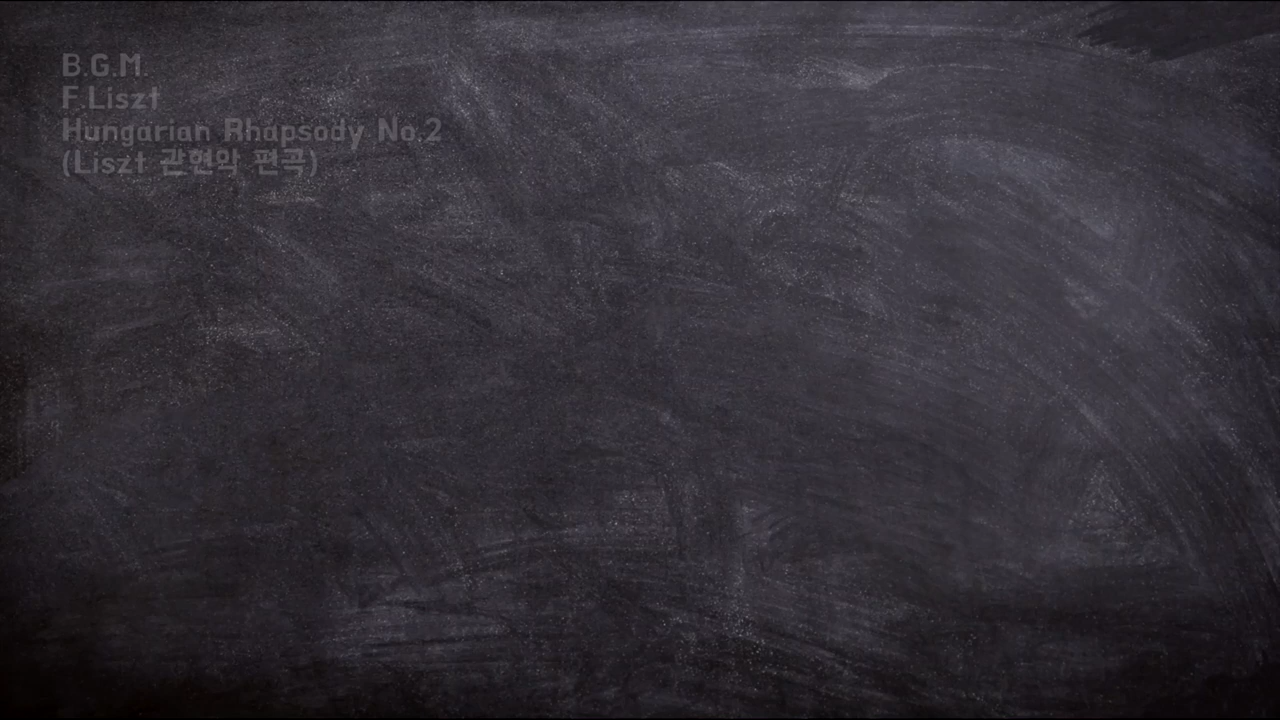 B.G.M.
F.Liszt
Hungarian Rhapsody No.2
(Liszt 관현악 편곡)